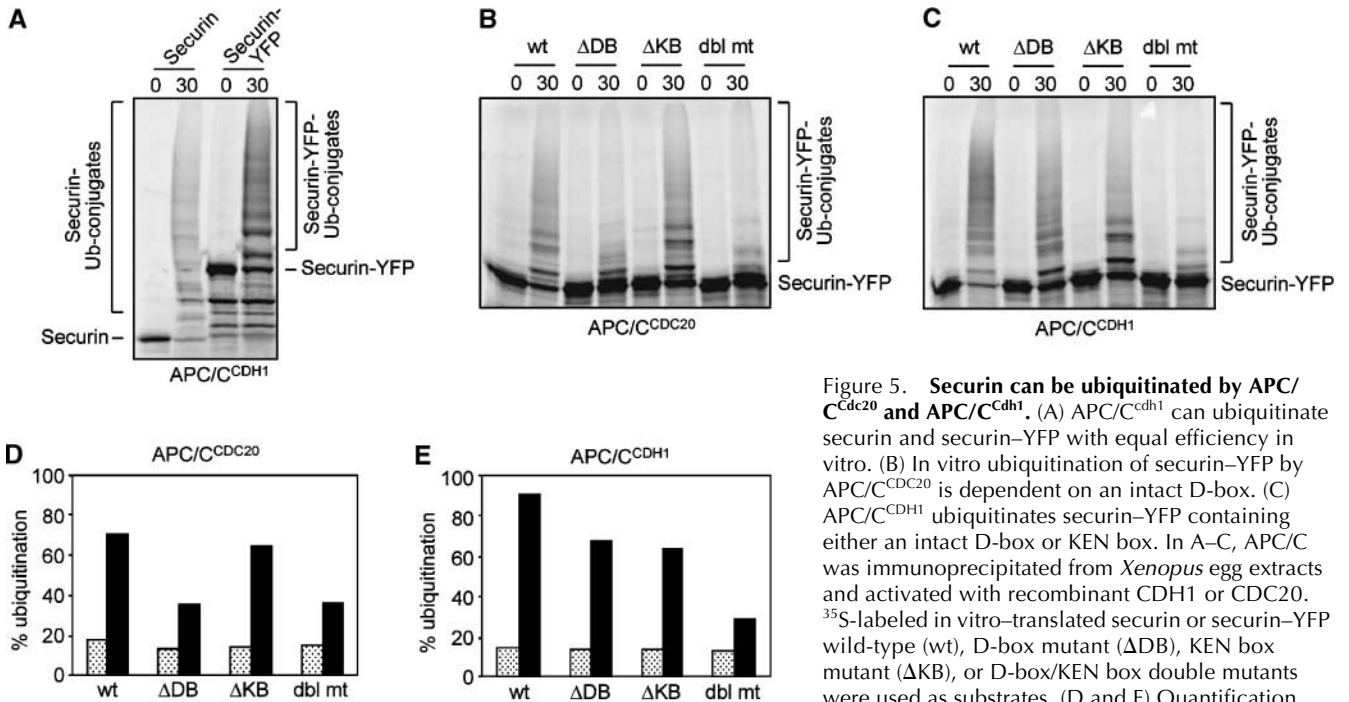 A
Securin
Securin-YFP
0 30 0 30
Securin-Ub-conjugates
Securin-YFP-Ub-conjugates
Securin-YFP
Securin
APC/C^CDH1
B
wt ΔDB ΔKB dbl mt
0 30 0 30 0 30 0 30
Securin-YFP-Ub-conjugates
Securin-YFP
APC/C^CDC20
C
wt ΔDB ΔKB dbl mt
0 30 0 30 0 30 0 30
Securin-YFP-Ub-conjugates
Securin-YFP
APC/C^CDH1
D
APC/C^CDC20
% ubiquitination
100
80
60
40
20
0
wt ΔDB ΔKB dbl mt
E
APC/C^CDH1
% ubiquitination
100
80
60
40
20
0
wt ΔDB ΔKB dbl mt
Figure 5. Securin can be ubiquitinated by APC/
C^Cdc20 and APC/C^Cdh1. (A) APC/C^cdh1 can ubiquitinate
securin and securin–YFP with equal efficiency in
vitro. (B) In vitro ubiquitination of securin–YFP by
APC/C^CDC20 is dependent on an intact D-box. (C)
APC/C^CDH1 ubiquitinates securin–YFP containing
either an intact D-box or KEN box. In A–C, APC/C
was immunoprecipitated from Xenopus egg extracts
and activated with recombinant CDH1 or CDC20.
^35S-labeled in vitro–translated securin or securin–YFP
wild-type (wt), D-box mutant (ΔDB), KEN box
mutant (ΔKB), or D-box/KEN box double mutants
were used as substrates. (D and E) Quantification